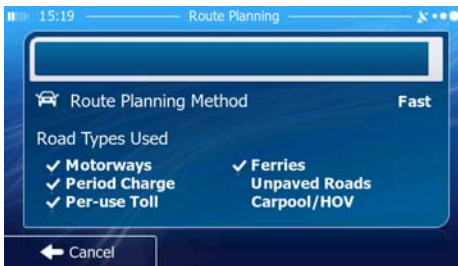 15:19 Route Planning
Route Planning Method Fast
Road Types Used
Motorways Ferries
Period Charge Unpaved Roads
Per-use Toll Carpool/HOV
Cancel